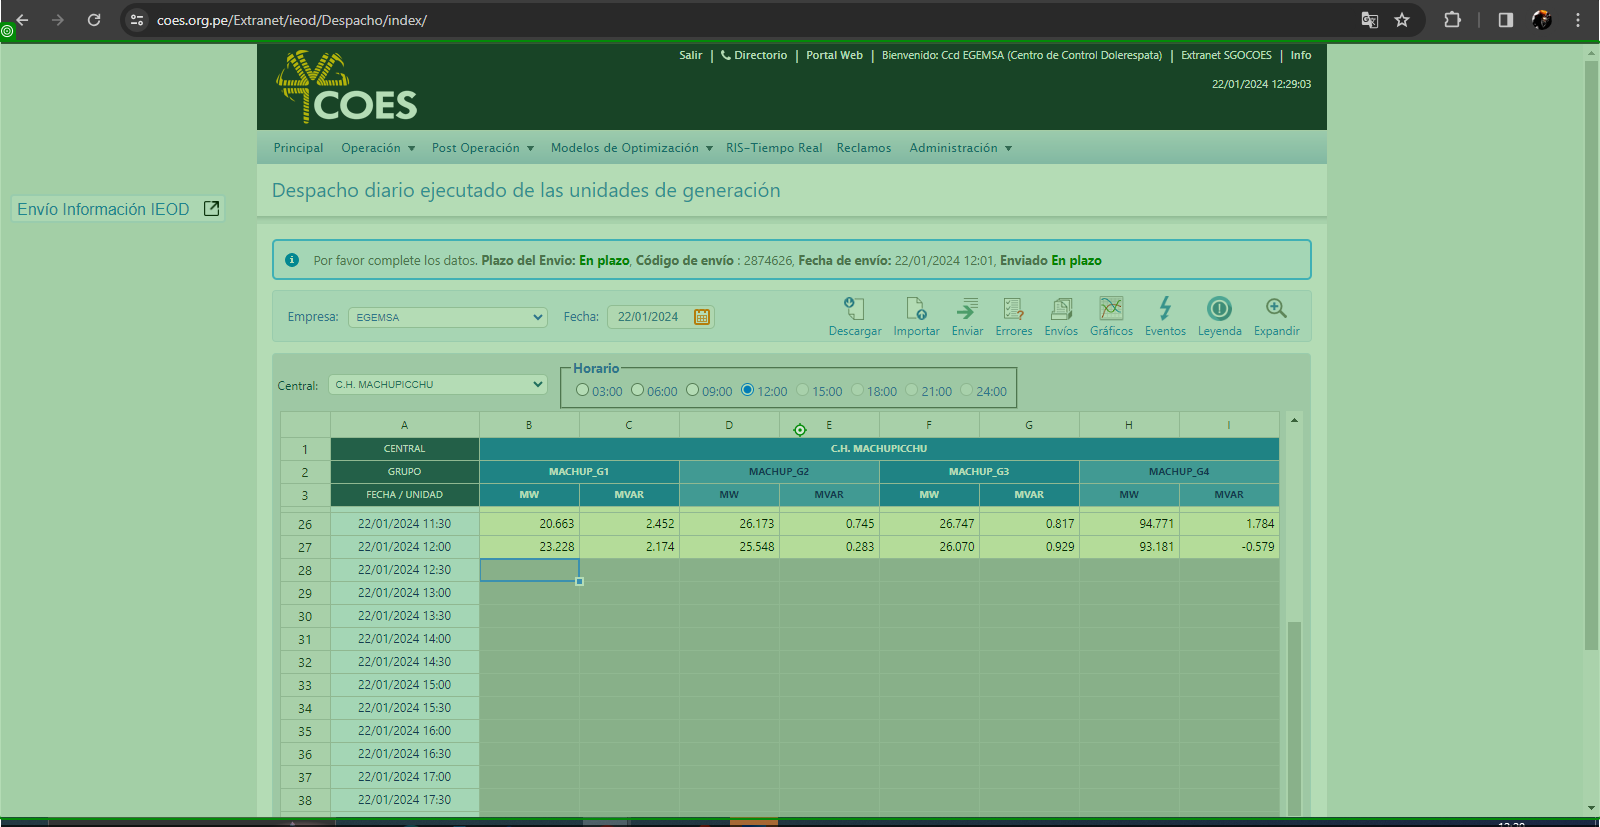 coes.org.pe/Extranet/ieod/Despacho/index/
Salir | Directorio | Portal Web | Bienvenido: Ccd EGEMSA (Centro de Control Dolerespata) | Extranet SGOCOES | Info
22/01/2024 12:29:03
COES
Principal Operación Post Operación Modelos de Optimización RIS-Tiempo Real Reclamos Administración
Despacho diario ejecutado de las unidades de generación
Envío Información IEOD
Por favor complete los datos. Plazo del Envio: En plazo, Código de envío : 2874626, Fecha de envío: 22/01/2024 12:01, Enviado En plazo
Empresa: EGEMSA Fecha: 22/01/2024
Descargar Importar Enviar Errores Envíos Gráficos Eventos Leyenda Expandir
Central: C.H. MACHUPICCHU
Horario
03:00 06:00 09:00 12:00 15:00 18:00 21:00 24:00
A B C D E F G H I
1 CENTRAL C.H. MACHUPICCHU
2 GRUPO MACHUP_G1 MACHUP_G2 MACHUP_G3 MACHUP_G4
3 FECHA / UNIDAD MW MVAR MW MVAR MW MVAR MW MVAR
26 22/01/2024 11:30 20.663 2.452 26.173 0.745 26.747 0.817 94.771 1.784
27 22/01/2024 12:00 23.228 2.174 25.548 0.283 26.070 0.929 93.181 -0.579
28 22/01/2024 12:30
29 22/01/2024 13:00
30 22/01/2024 13:30
31 22/01/2024 14:00
32 22/01/2024 14:30
33 22/01/2024 15:00
34 22/01/2024 15:30
35 22/01/2024 16:00
36 22/01/2024 16:30
37 22/01/2024 17:00
38 22/01/2024 17:30